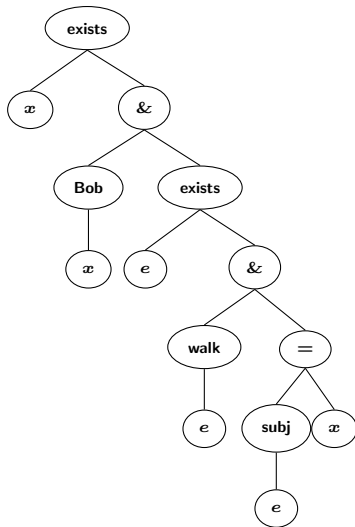 exists
x &
Bob exists
x e &
walk =
e subj x
e